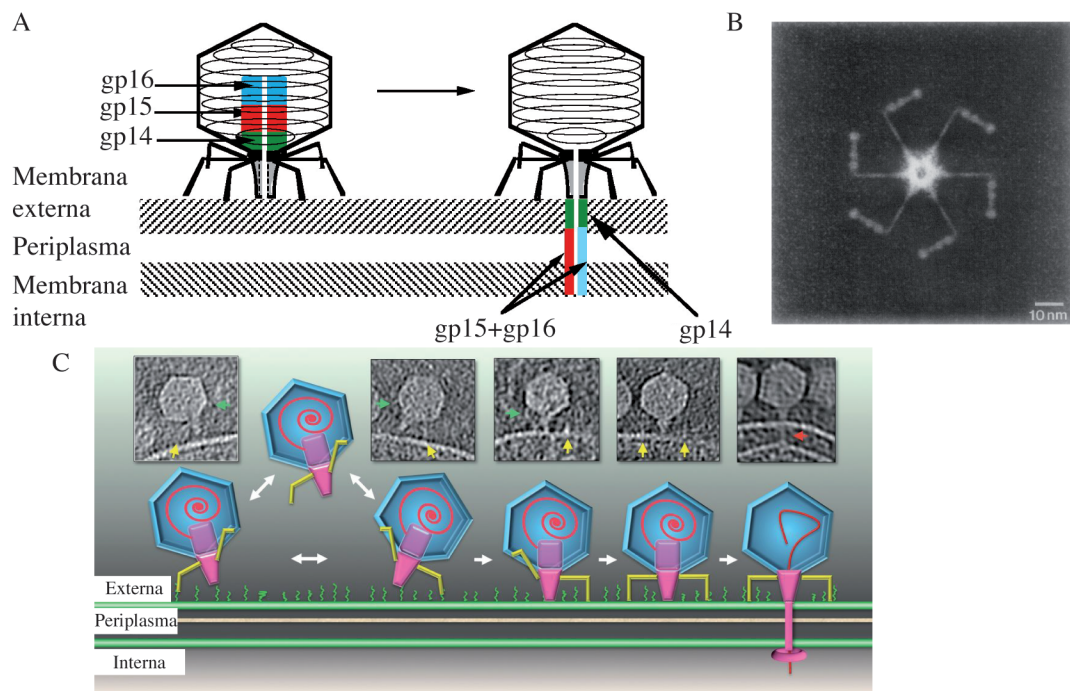 A
gp16
gp15
gp14
Membrana
externa
Periplasma
Membrana
interna
gp15+gp16
gp14
B
10 nm
C
Externa
Periplasma
Interna